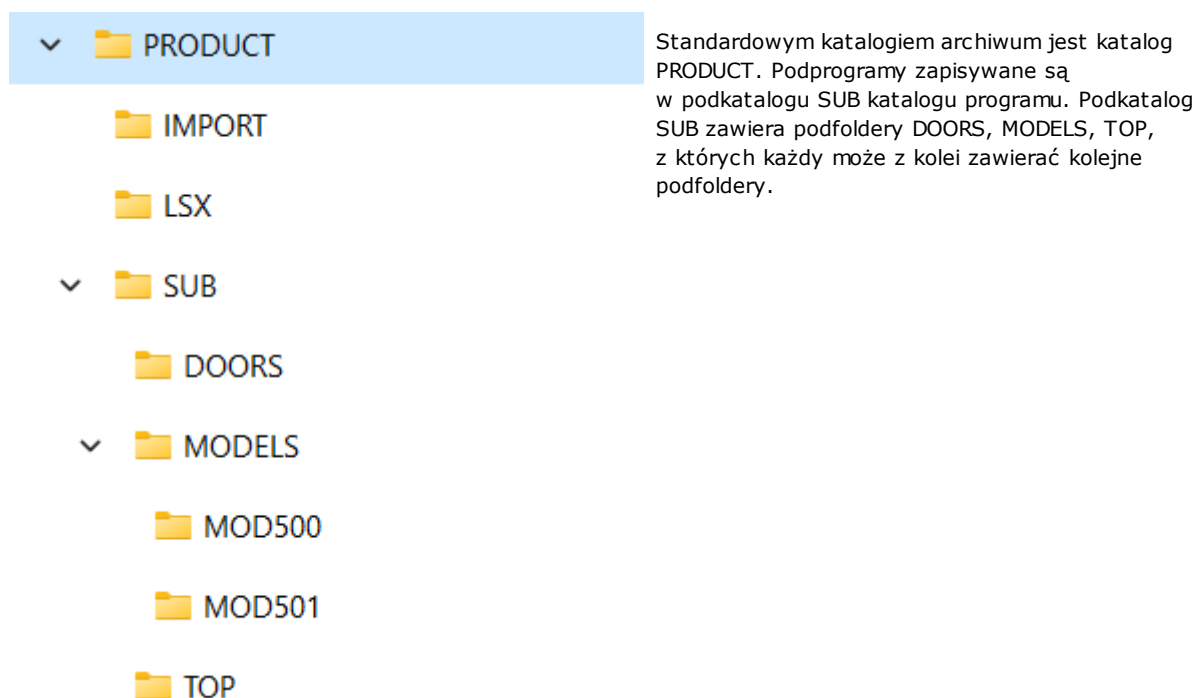 PRODUCT
IMPORT
LSX
SUB
DOORS
MODELS
MOD500
MOD501
TOP
Standardowym katalogiem archiwum jest katalog
PRODUCT. Podprogramy zapisywane są
w podkatalogu SUB katalogu programu. Podkatalog
SUB zawiera podfoldery DOORS, MODELS, TOP,
z których każdy może z kolei zawierać kolejne
podfoldery.